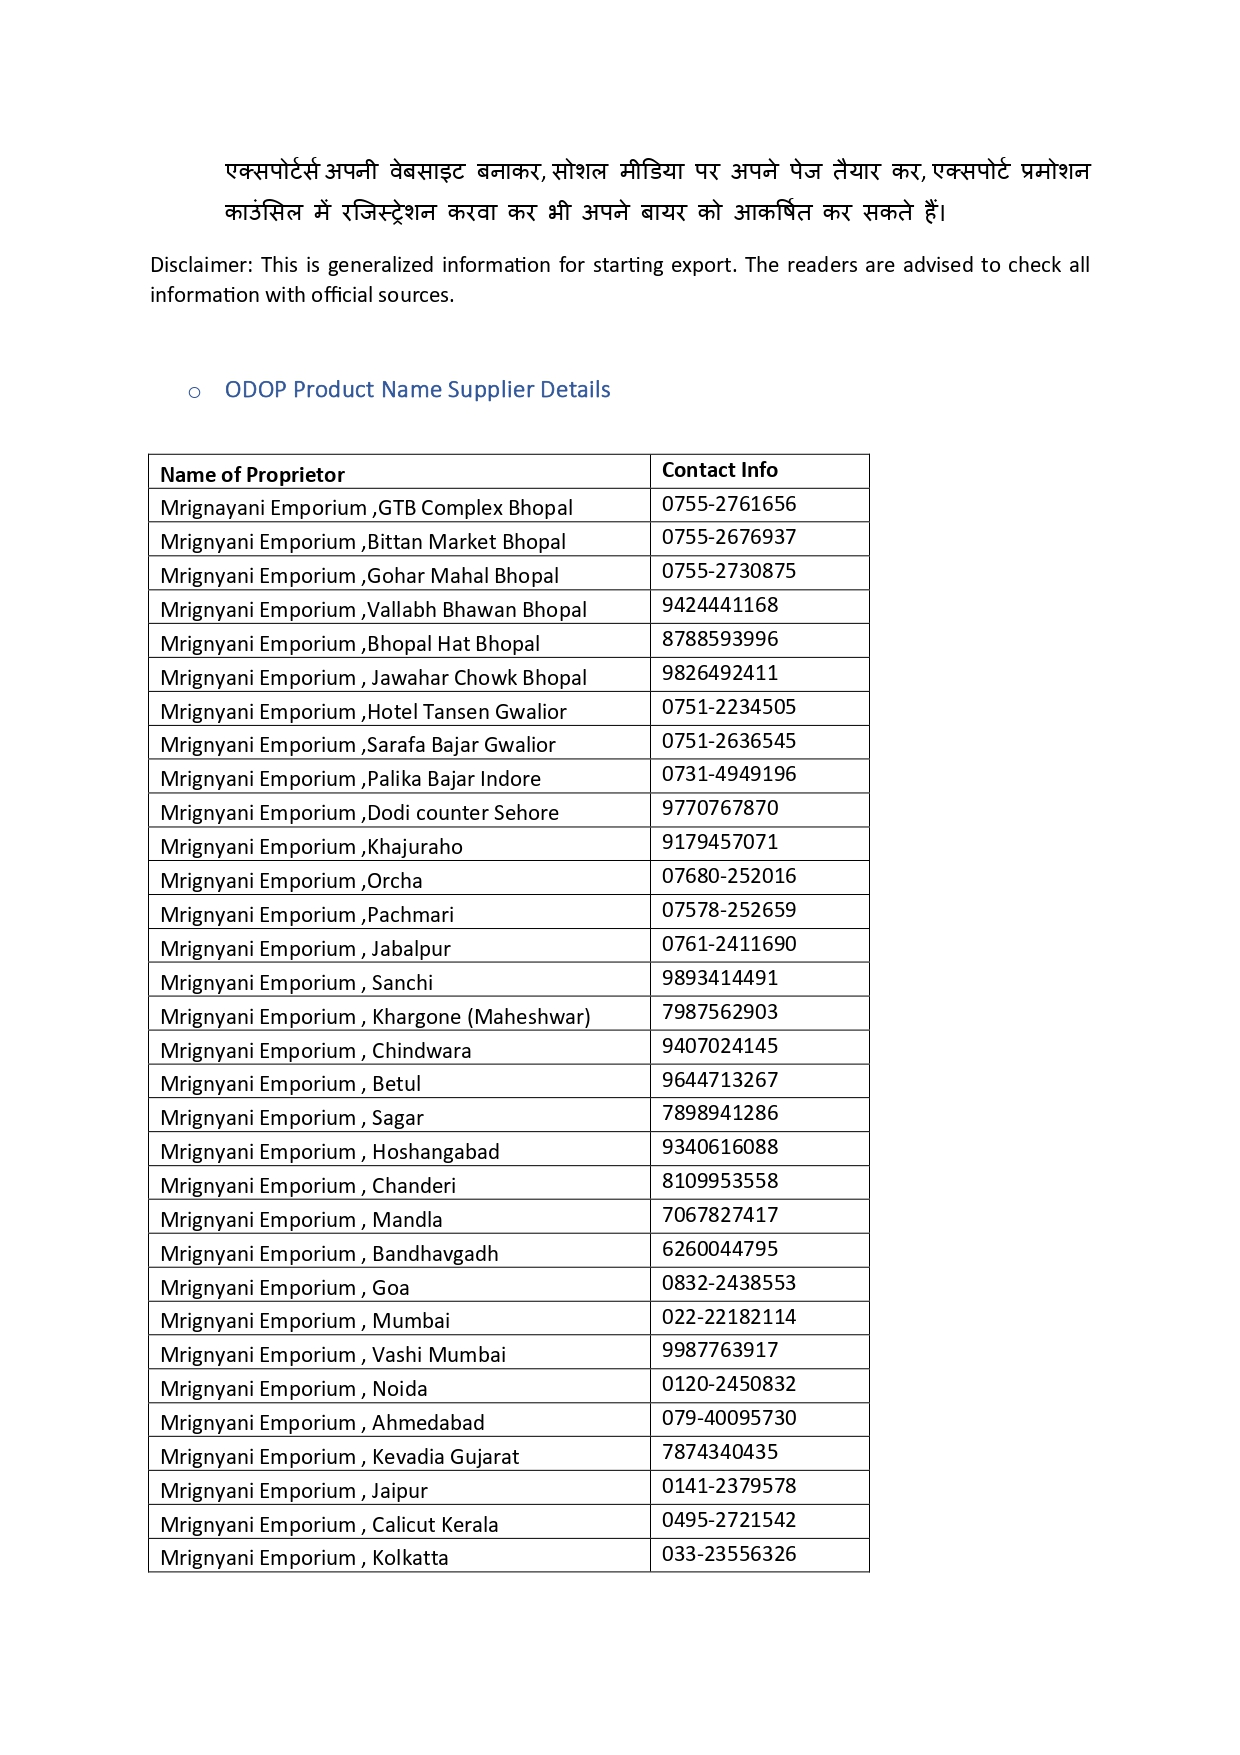 एक्सपोर्टर्स अपनी वेबसाइट बनाकर, सोशल मीडिया पर अपने पेज तैयार कर, एक्सपोर्ट प्रमोशन
काउंसिल में रजिस्ट्रेशन करवा कर भी अपने बायर को आकर्षित कर सकते हैं।
Disclaimer: This is generalized information for starting export. The readers are advised to check all
information with official sources.
o ODOP Product Name Supplier Details
Name of Proprietor Contact Info
Mrignayani Emporium ,GTB Complex Bhopal 0755-2761656
Mrignyani Emporium ,Bittan Market Bhopal 0755-2676937
Mrignyani Emporium ,Gohar Mahal Bhopal 0755-2730875
Mrignyani Emporium ,Vallabh Bhawan Bhopal 9424441168
Mrignyani Emporium ,Bhopal Hat Bhopal 8788593996
Mrignyani Emporium , Jawahar Chowk Bhopal 9826492411
Mrignyani Emporium ,Hotel Tansen Gwalior 0751-2234505
Mrignyani Emporium ,Sarafa Bajar Gwalior 0751-2636545
Mrignyani Emporium ,Palika Bajar Indore 0731-4949196
Mrignyani Emporium ,Dodi counter Sehore 9770767870
Mrignyani Emporium ,Khajuraho 9179457071
Mrignyani Emporium ,Orcha 07680-252016
Mrignyani Emporium ,Pachmari 07578-252659
Mrignyani Emporium , Jabalpur 0761-2411690
Mrignyani Emporium , Sanchi 9893414491
Mrignyani Emporium , Khargone (Maheshwar) 7987562903
Mrignyani Emporium , Chindwara 9407024145
Mrignyani Emporium , Betul 9644713267
Mrignyani Emporium , Sagar 7898941286
Mrignyani Emporium , Hoshangabad 9340616088
Mrignyani Emporium , Chanderi 8109953558
Mrignyani Emporium , Mandla 7067827417
Mrignyani Emporium , Bandhavgadh 6260044795
Mrignyani Emporium , Goa 0832-2438553
Mrignyani Emporium , Mumbai 022-22182114
Mrignyani Emporium , Vashi Mumbai 9987763917
Mrignyani Emporium , Noida 0120-2450832
Mrignyani Emporium , Ahmedabad 079-40095730
Mrignyani Emporium , Kevadia Gujarat 7874340435
Mrignyani Emporium , Jaipur 0141-2379578
Mrignyani Emporium , Calicut Kerala 0495-2721542
Mrignyani Emporium , Kolkatta 033-23556326